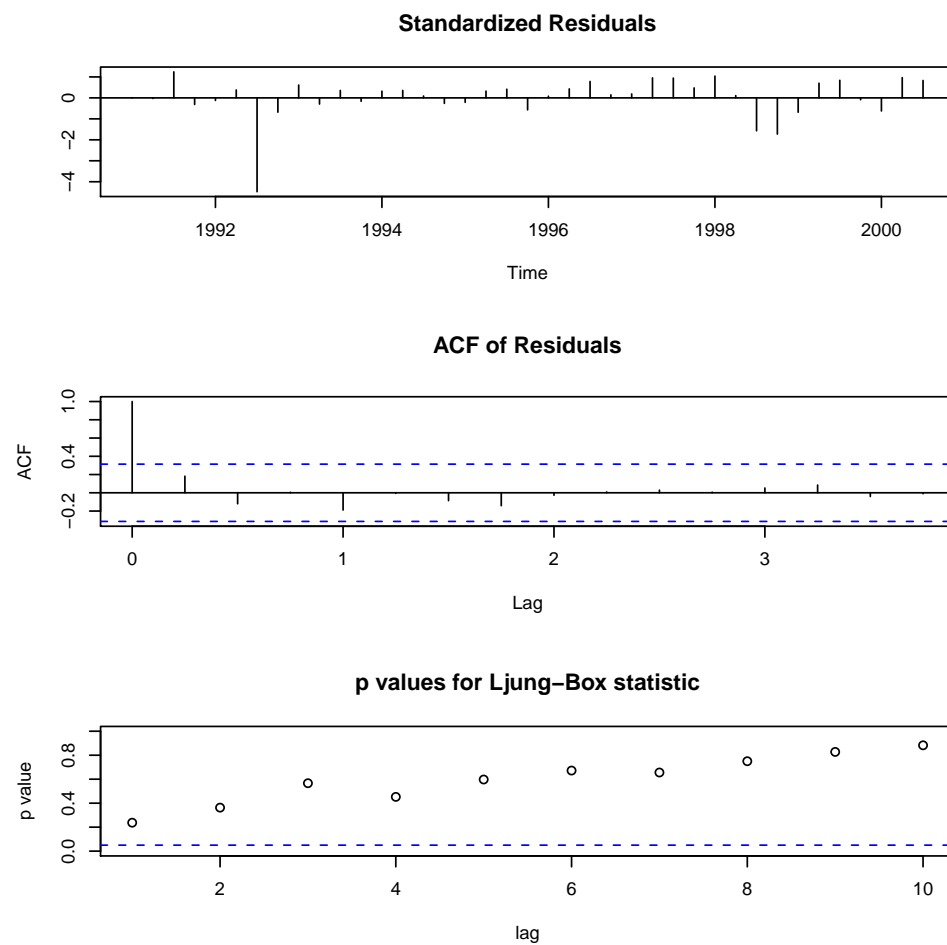 Standardized Residuals
0
−2
−4
1992 1994 1996 1998 2000
Time
ACF of Residuals
1.0
0.4
−0.2
ACF
0 1 2 3
Lag
p values for Ljung−Box statistic
0.8
0.4
0.0
p value
2 4 6 8 10
lag